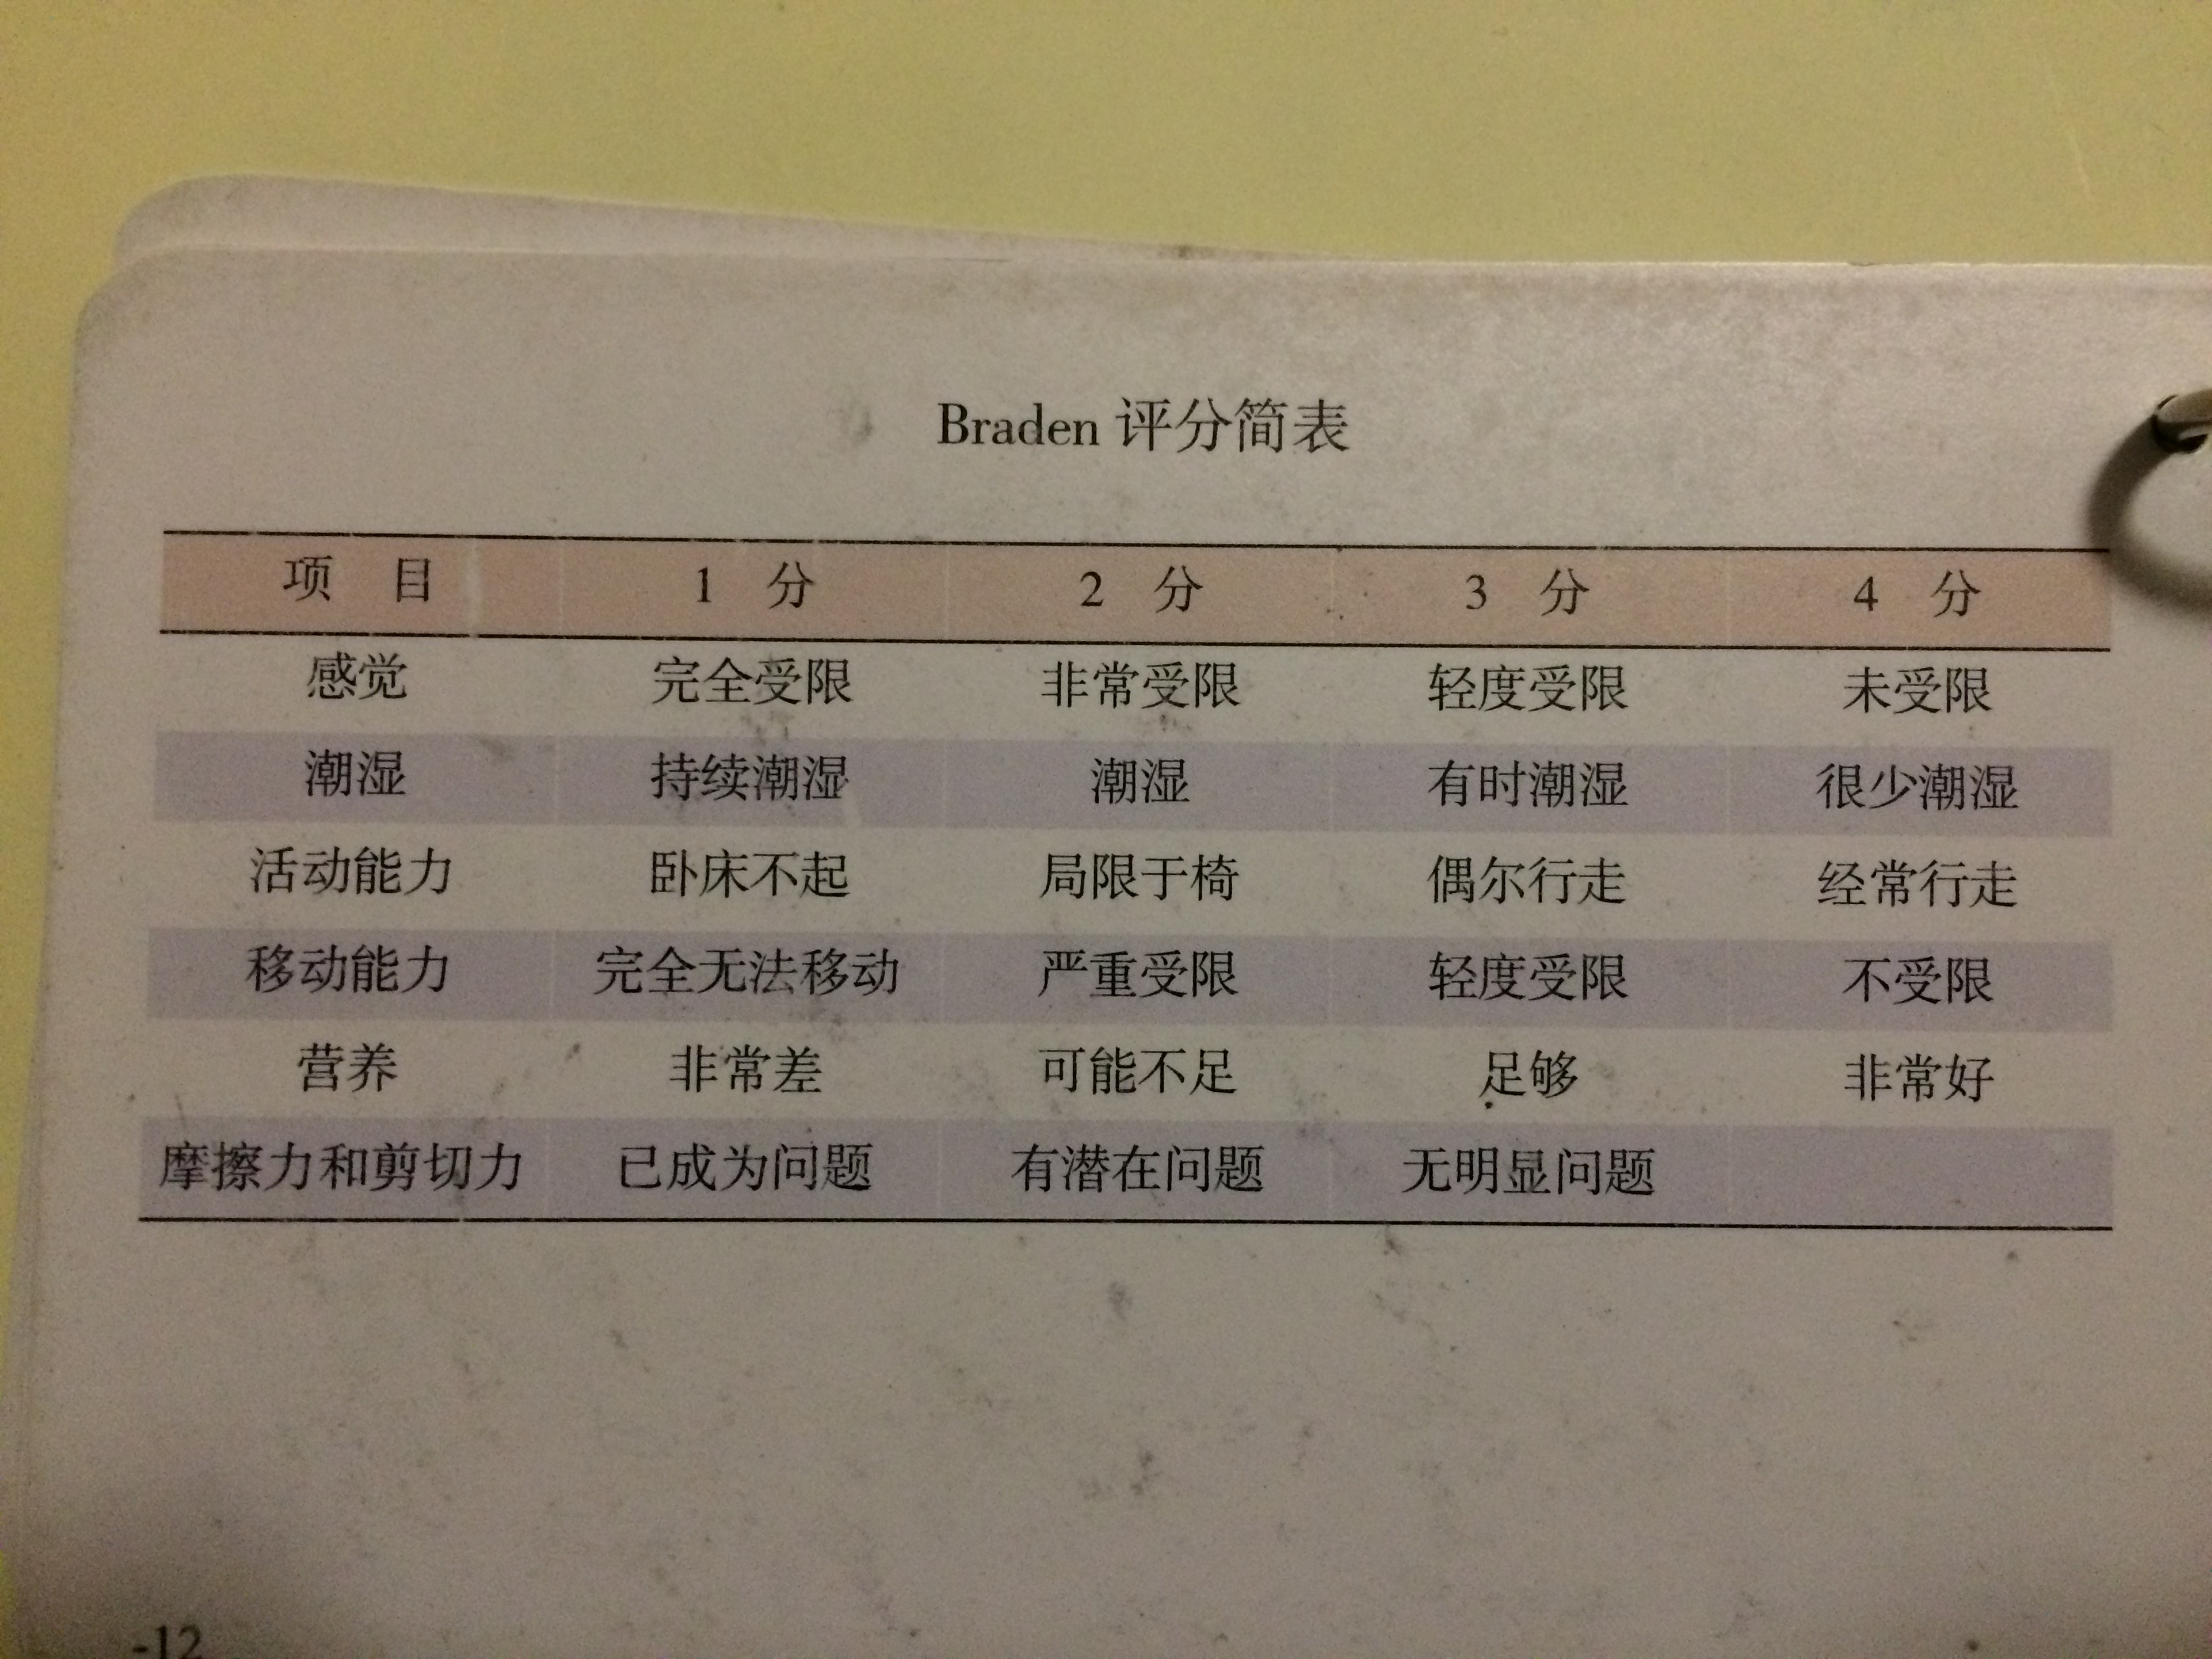 Braden 评分简表
项 目 1 分 2 分 3 分 4 分
感觉 完全受限 非常受限 轻度受限 未受限
潮湿 持续潮湿 潮湿 有时潮湿 很少潮湿
活动能力 卧床不起 局限于椅 偶尔行走 经常行走
移动能力 完全无法移动 严重受限 轻度受限 不受限
营养 非常差 可能不足 足够 非常好
摩擦力和剪切力 已成为问题 有潜在问题 无明显问题
-12